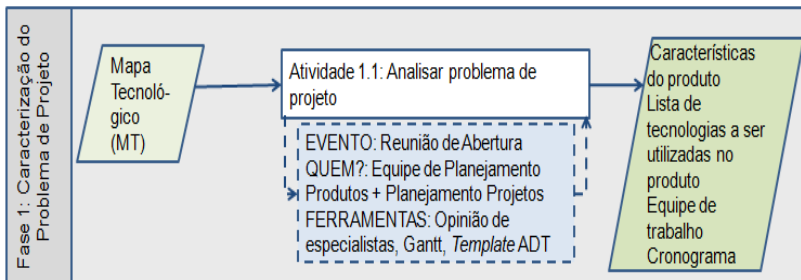 Fase 1: Caracterização do
Problema de Projeto
Mapa
Tecnoló-
gico
(MT)
Atividade 1.1: Analisar problema de
projeto
EVENTO: Reunião de Abertura
QUEM?: Equipe de Planejamento
Produtos + Planejamento Projetos
FERRAMENTAS: Opinião de
especialistas, Gantt, Template ADT
Características
do produto
Lista de
tecnologias a ser
utilizadas no
produto
Equipe de
trabalho
Cronograma